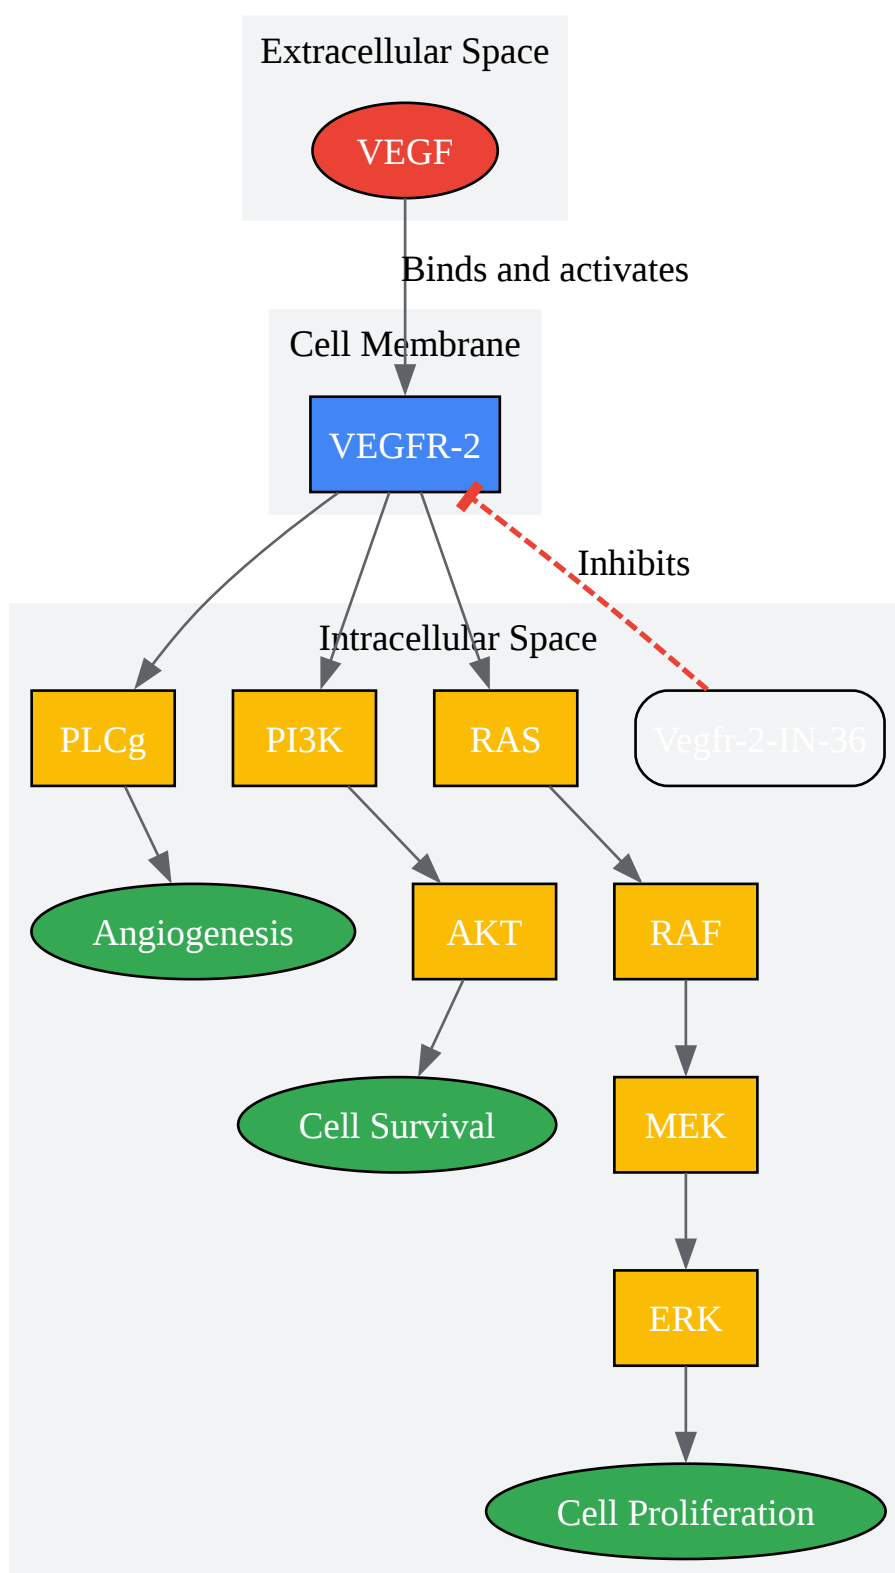 Extracellular Space
VEGF
Binds and activates
Cell Membrane
VEGFR-2
Inhibits
Intracellular Space
PLCg
PI3K
RAS
Vegfr-2-IN-36
Angiogenesis
AKT
RAF
Cell Survival
MEK
ERK
Cell Proliferation